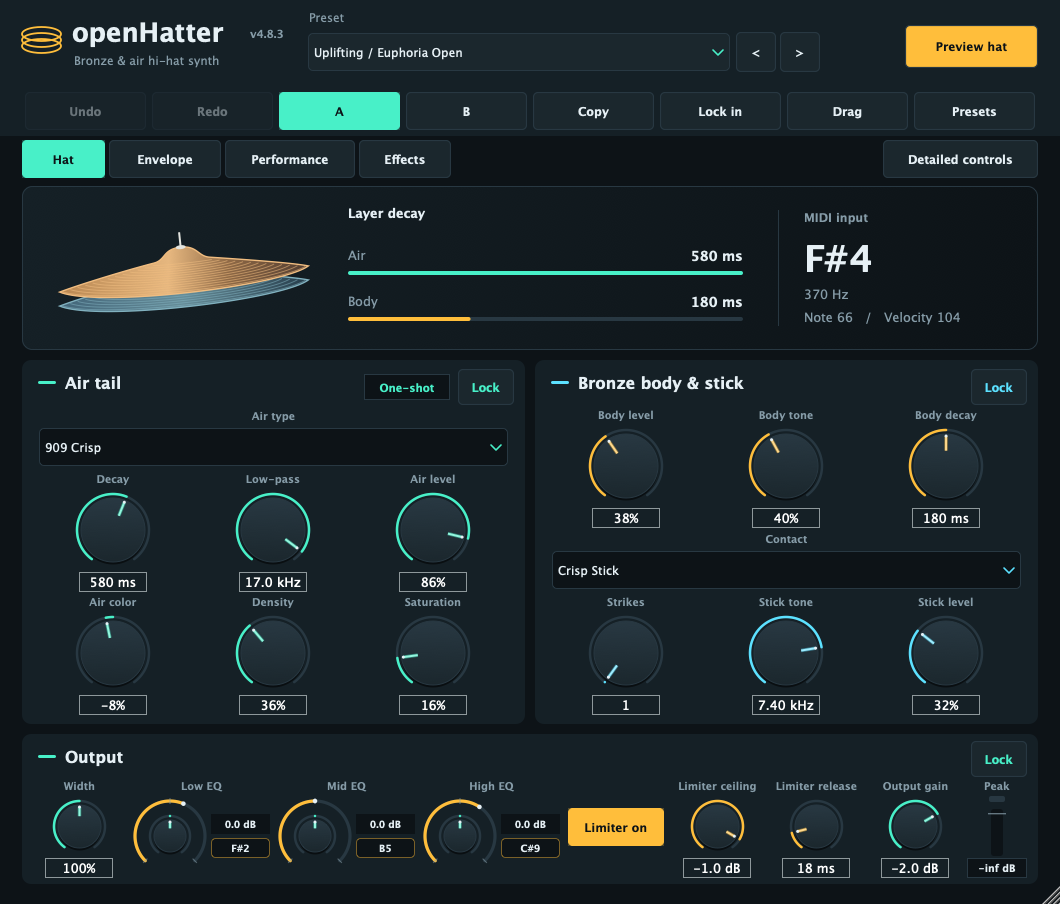 openHatter
v4.8.3
Bronze & air hi-hat synth
Preset
Uplifting / Euphoria Open
<
>
Preview hat
Undo
Redo
A
B
Copy
Lock in
Drag
Presets
Hat
Envelope
Performance
Effects
Detailed controls
Layer decay
Air
580 ms
Body
180 ms
MIDI input
F#4
370 Hz
Note 66 / Velocity 104
Air tail
One-shot
Lock
Air type
909 Crisp
Decay
Low-pass
Air level
580 ms
17.0 kHz
86%
Air color
Density
Saturation
-8%
36%
16%
Bronze body & stick
Lock
Body level
Body tone
Body decay
38%
40%
180 ms
Contact
Crisp Stick
Strikes
Stick tone
Stick level
1
7.40 kHz
32%
Output
Lock
Width
Low EQ
Mid EQ
High EQ
Limiter ceiling
Limiter release
Output gain
Peak
0.0 dB
0.0 dB
0.0 dB
Limiter on
F#2
B5
C#9
100%
-1.0 dB
18 ms
-2.0 dB
-inf dB